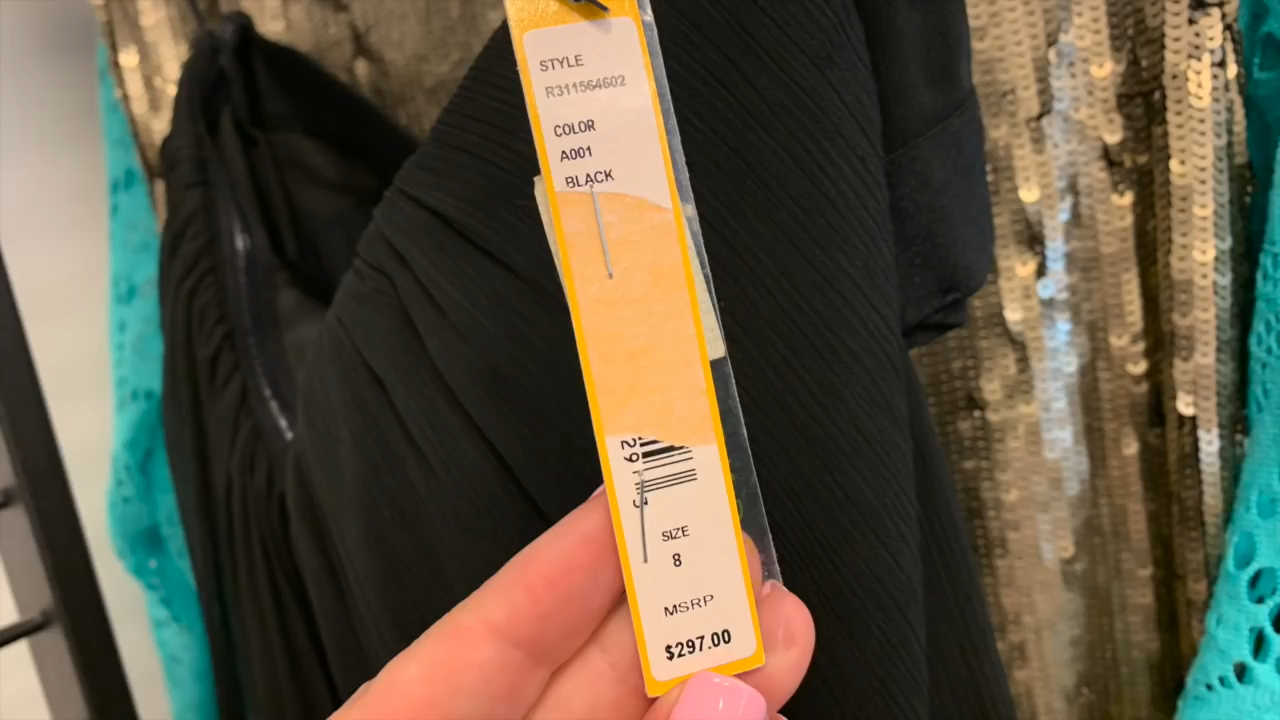 STYLE
R311564602
COLOR
A001
BLACK
SIZE
8
MSRP
$297.00